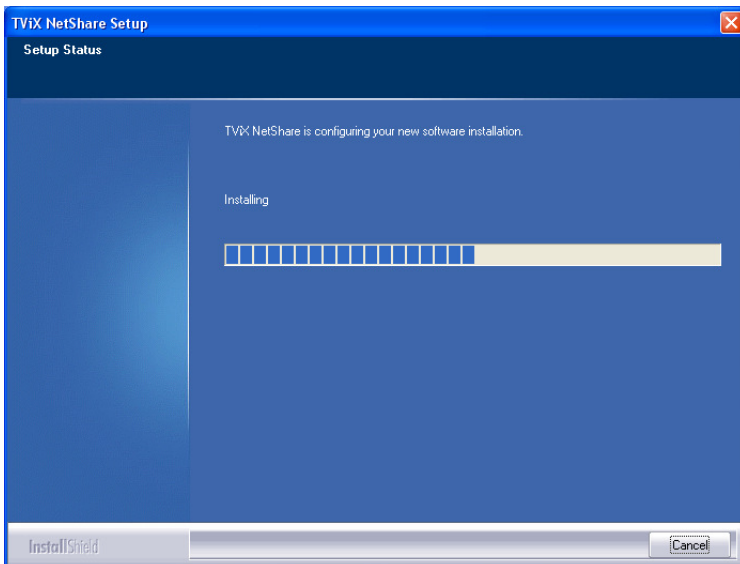 TViX NetShare Setup
Setup Status
TViX NetShare is configuring your new software installation.
Installing
InstallShield
Cancel